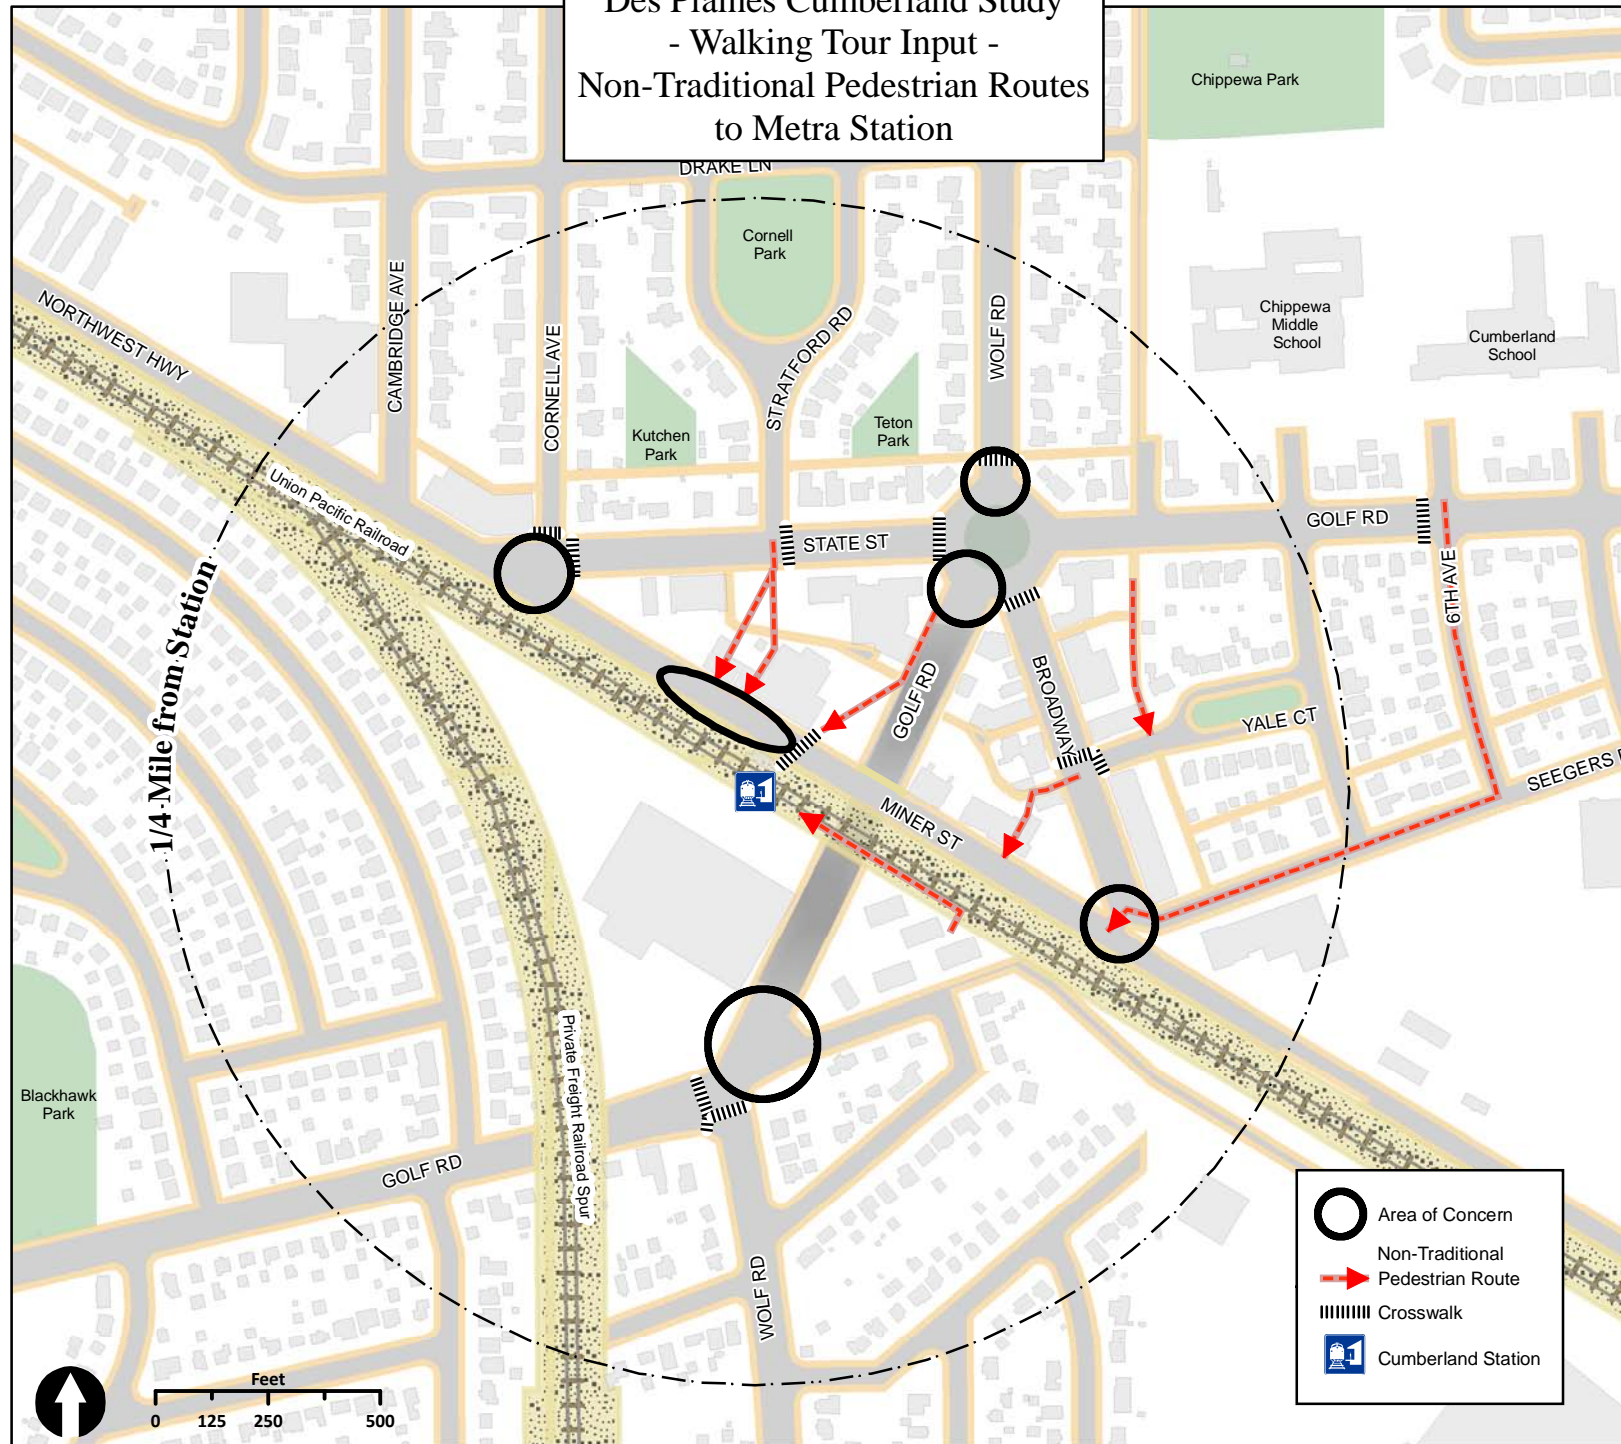 Des Plaines Cumberland Study
- Walking Tour Input -
Non-Traditional Pedestrian Routes
to Metra Station
Chippewa Park
DRAKE LN
Cornell
Park
NORTHWEST HWY
CAMBRIDGE AVE
CORNELL AVE
STRATFORD RD
WOLF RD
Chippewa
Middle
School
Cumberland
School
Kutchen
Park
Teton
Park
Union Pacific Railroad
STATE ST
GOLF RD
6TH AVE
1/4-Mile from Station
GOLF RD
BROADWAY
YALE CT
SEEGERS
MINER ST
Private Freight Railroad Spur
Blackhawk
Park
GOLF RD
WOLF RD
Area of Concern
Non-Traditional
Pedestrian Route
Crosswalk
Cumberland Station
Feet
0 125 250 500